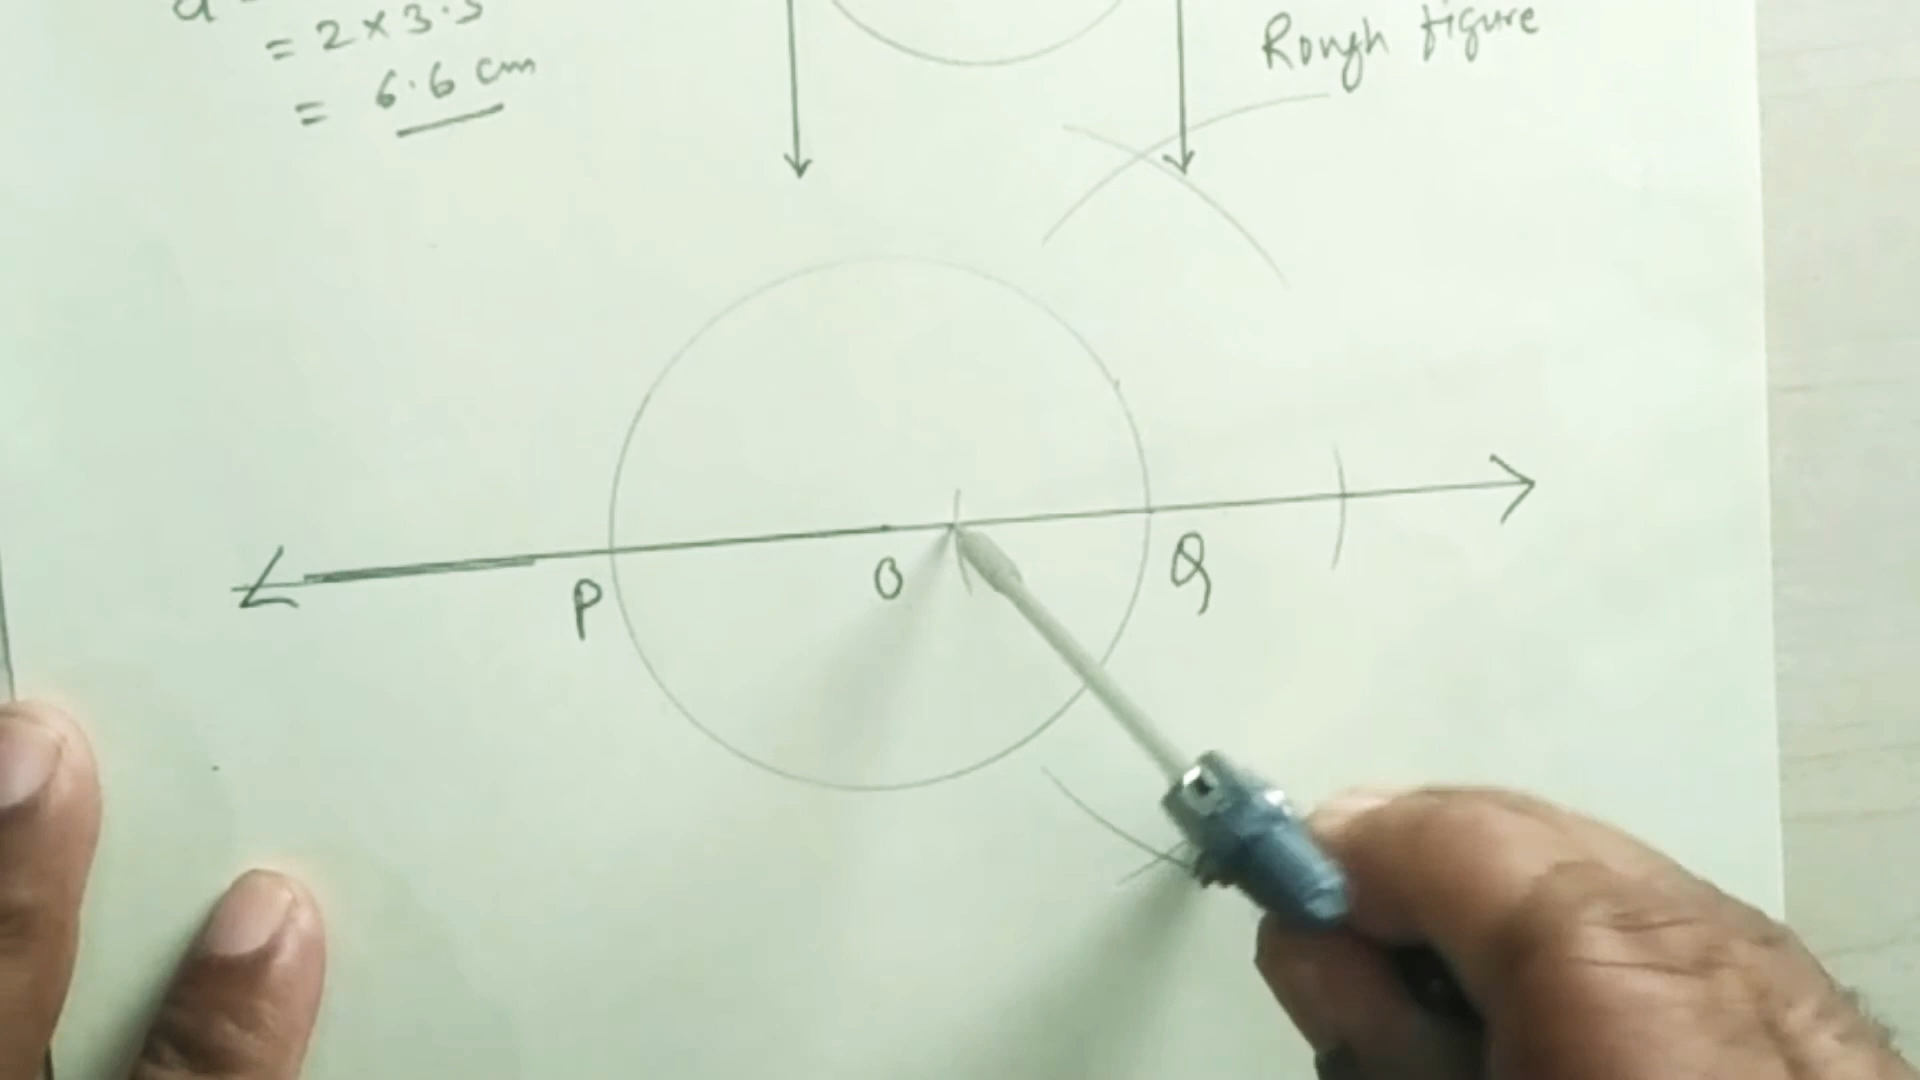 = 2 × 3.3
= 6.6 cm
Rough figure
P
O
Q